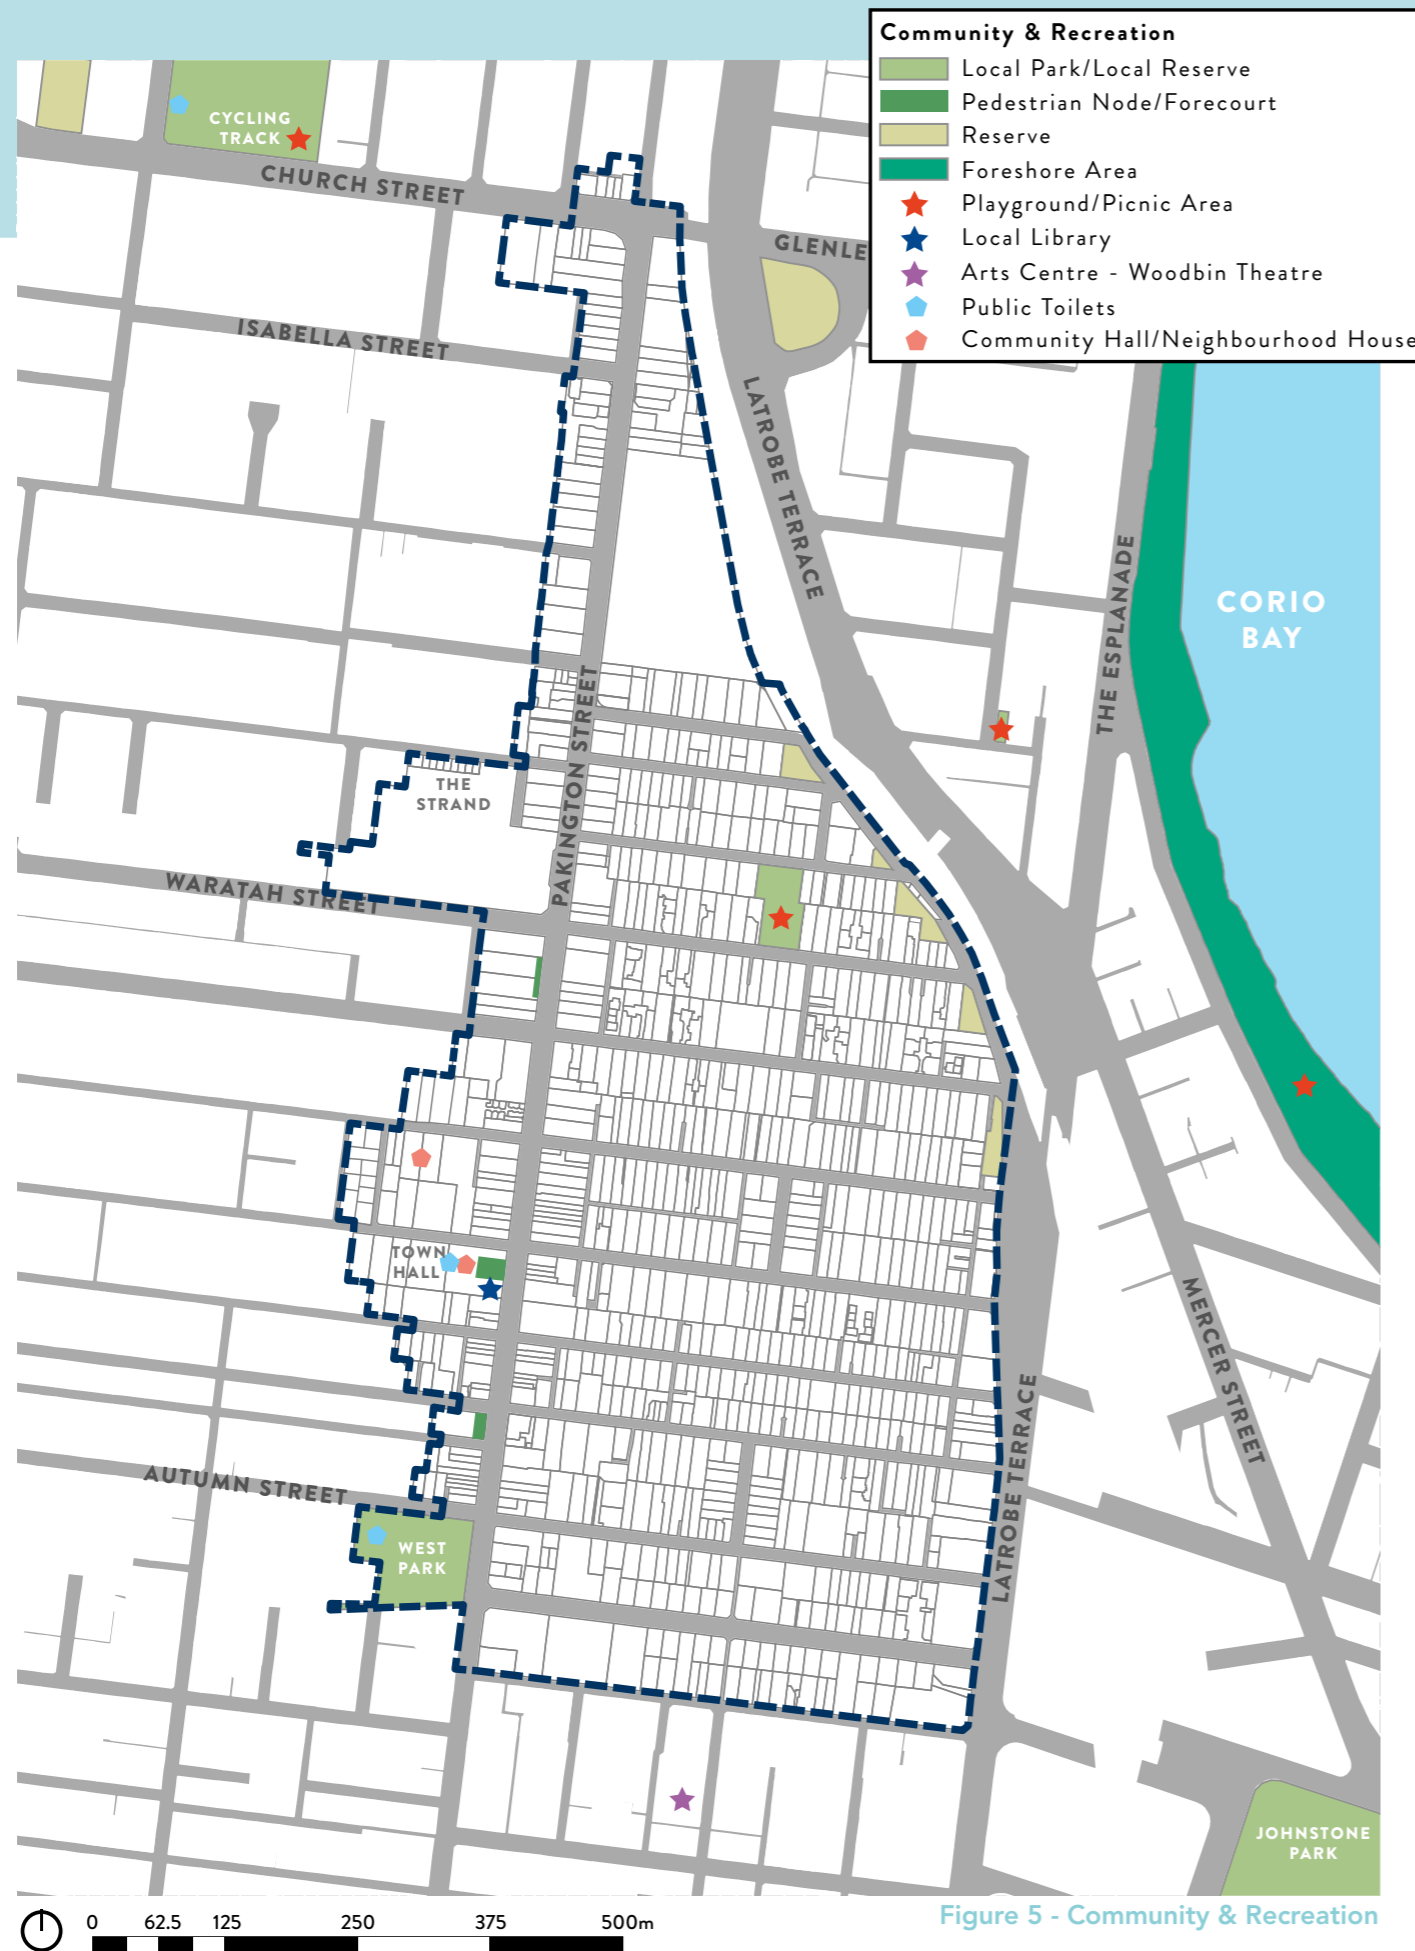 Community & Recreation
Local Park/Local Reserve
Pedestrian Node/Forecourt
Reserve
Foreshore Area
Playground/Picnic Area
Local Library
Arts Centre - Woodbin Theatre
Public Toilets
Community Hall/Neighbourhood House
CYCLING
TRACK
CHURCH STREET
GLENLE
ISABELLA STREET
LATROBE TERRACE
THE ESPLANADE
CORIO
BAY
PAKINGTON STREET
THE
STRAND
WARATAH STREET
TOWN
HALL
MERCER STREET
LATROBE TERRACE
AUTUMN STREET
WEST
PARK
JOHNSTONE
PARK
0 62.5 125 250 375 500m
Figure 5 - Community & Recreation